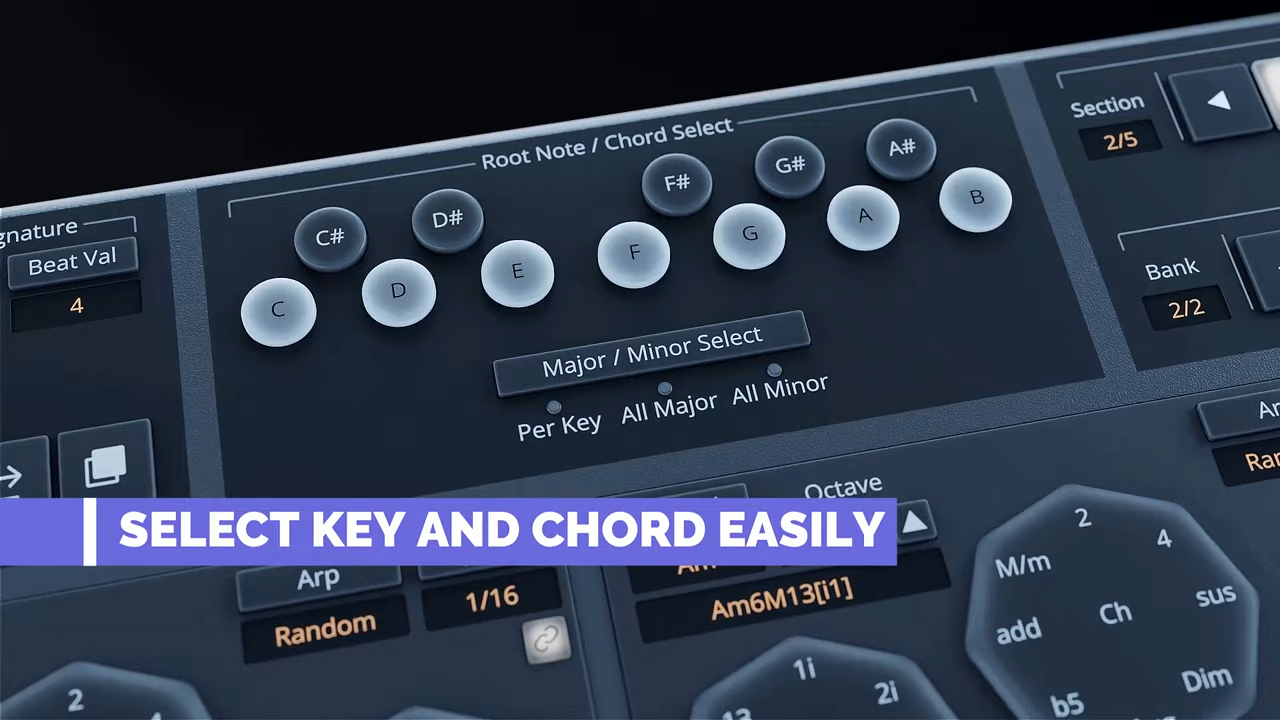 Root Note / Chord Select
C# D# F# G# A#
C D E F G A B
Major / Minor Select
Per Key All Major All Minor
Section
2/5
Bank
2/2
gnature
Beat Val
4
SELECT KEY AND CHORD EASILY
Octave
Arp
Random
1/16
Am6M13[i1]
2
1i
2i
13
2
4
M/m
sus
add
Ch
Dim
b5